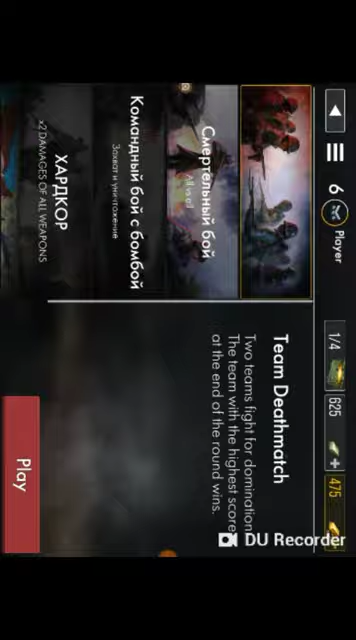 6
Player
1/4
625
+
475
+
Смертельный бой
All vs all
Командный бой с бомбой
Захват и уничтожение
ХАРДКОР
x2 DAMAGES OF ALL WEAPONS
Team Deathmatch
Two teams fight for domination
The team with the highest score
at the end of the round wins.
DU Recorder
Play